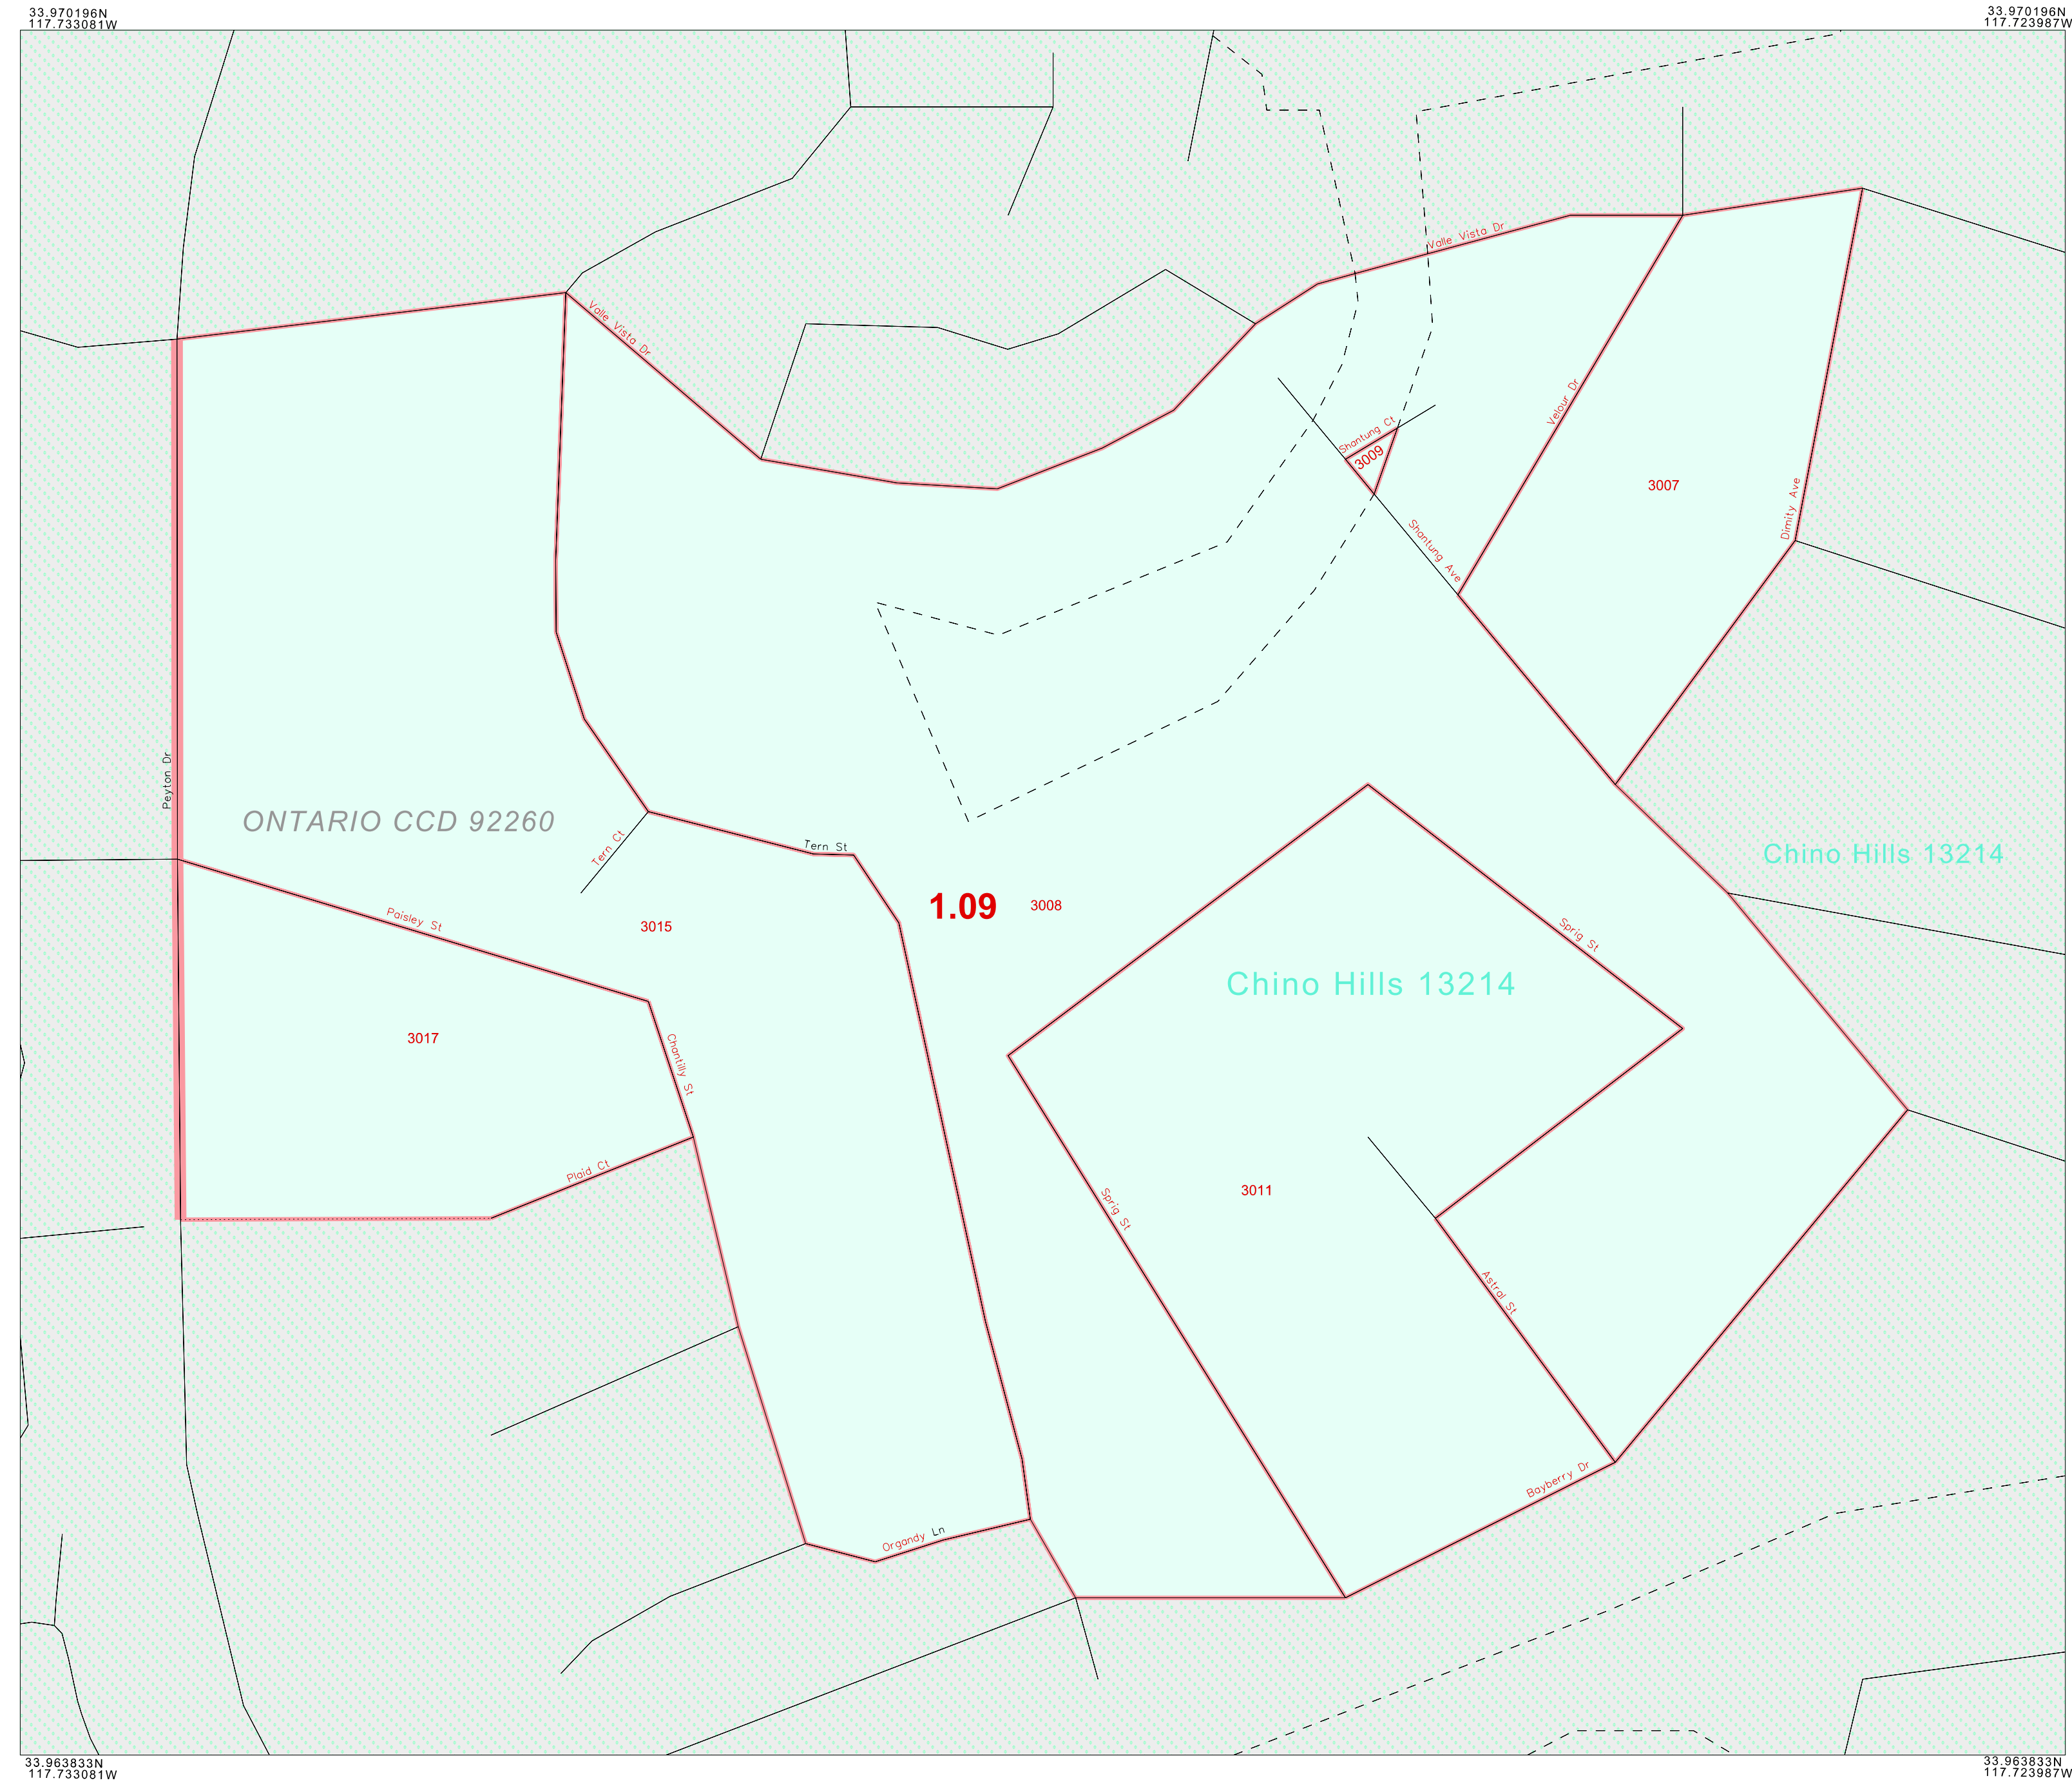 33.970196N
117.733081W
33.970196N
117.723987W
Valle Vista Dr
Valle Vista Dr
Shantung Ct
3009
Velour Dr
3007
Dimity Ave
Shantung Ave
Peyton Dr
ONTARIO CCD 92260
Tern Ct
Tern St
Chino Hills 13214
1.09
3008
Paisley St
3015
Sprig St
Chino Hills 13214
3017
Chantilly St
Plaid Ct
Sprig St
3011
Astral St
Bayberry Dr
Organdy Ln
33.963833N
117.733081W
33.963833N
117.723987W